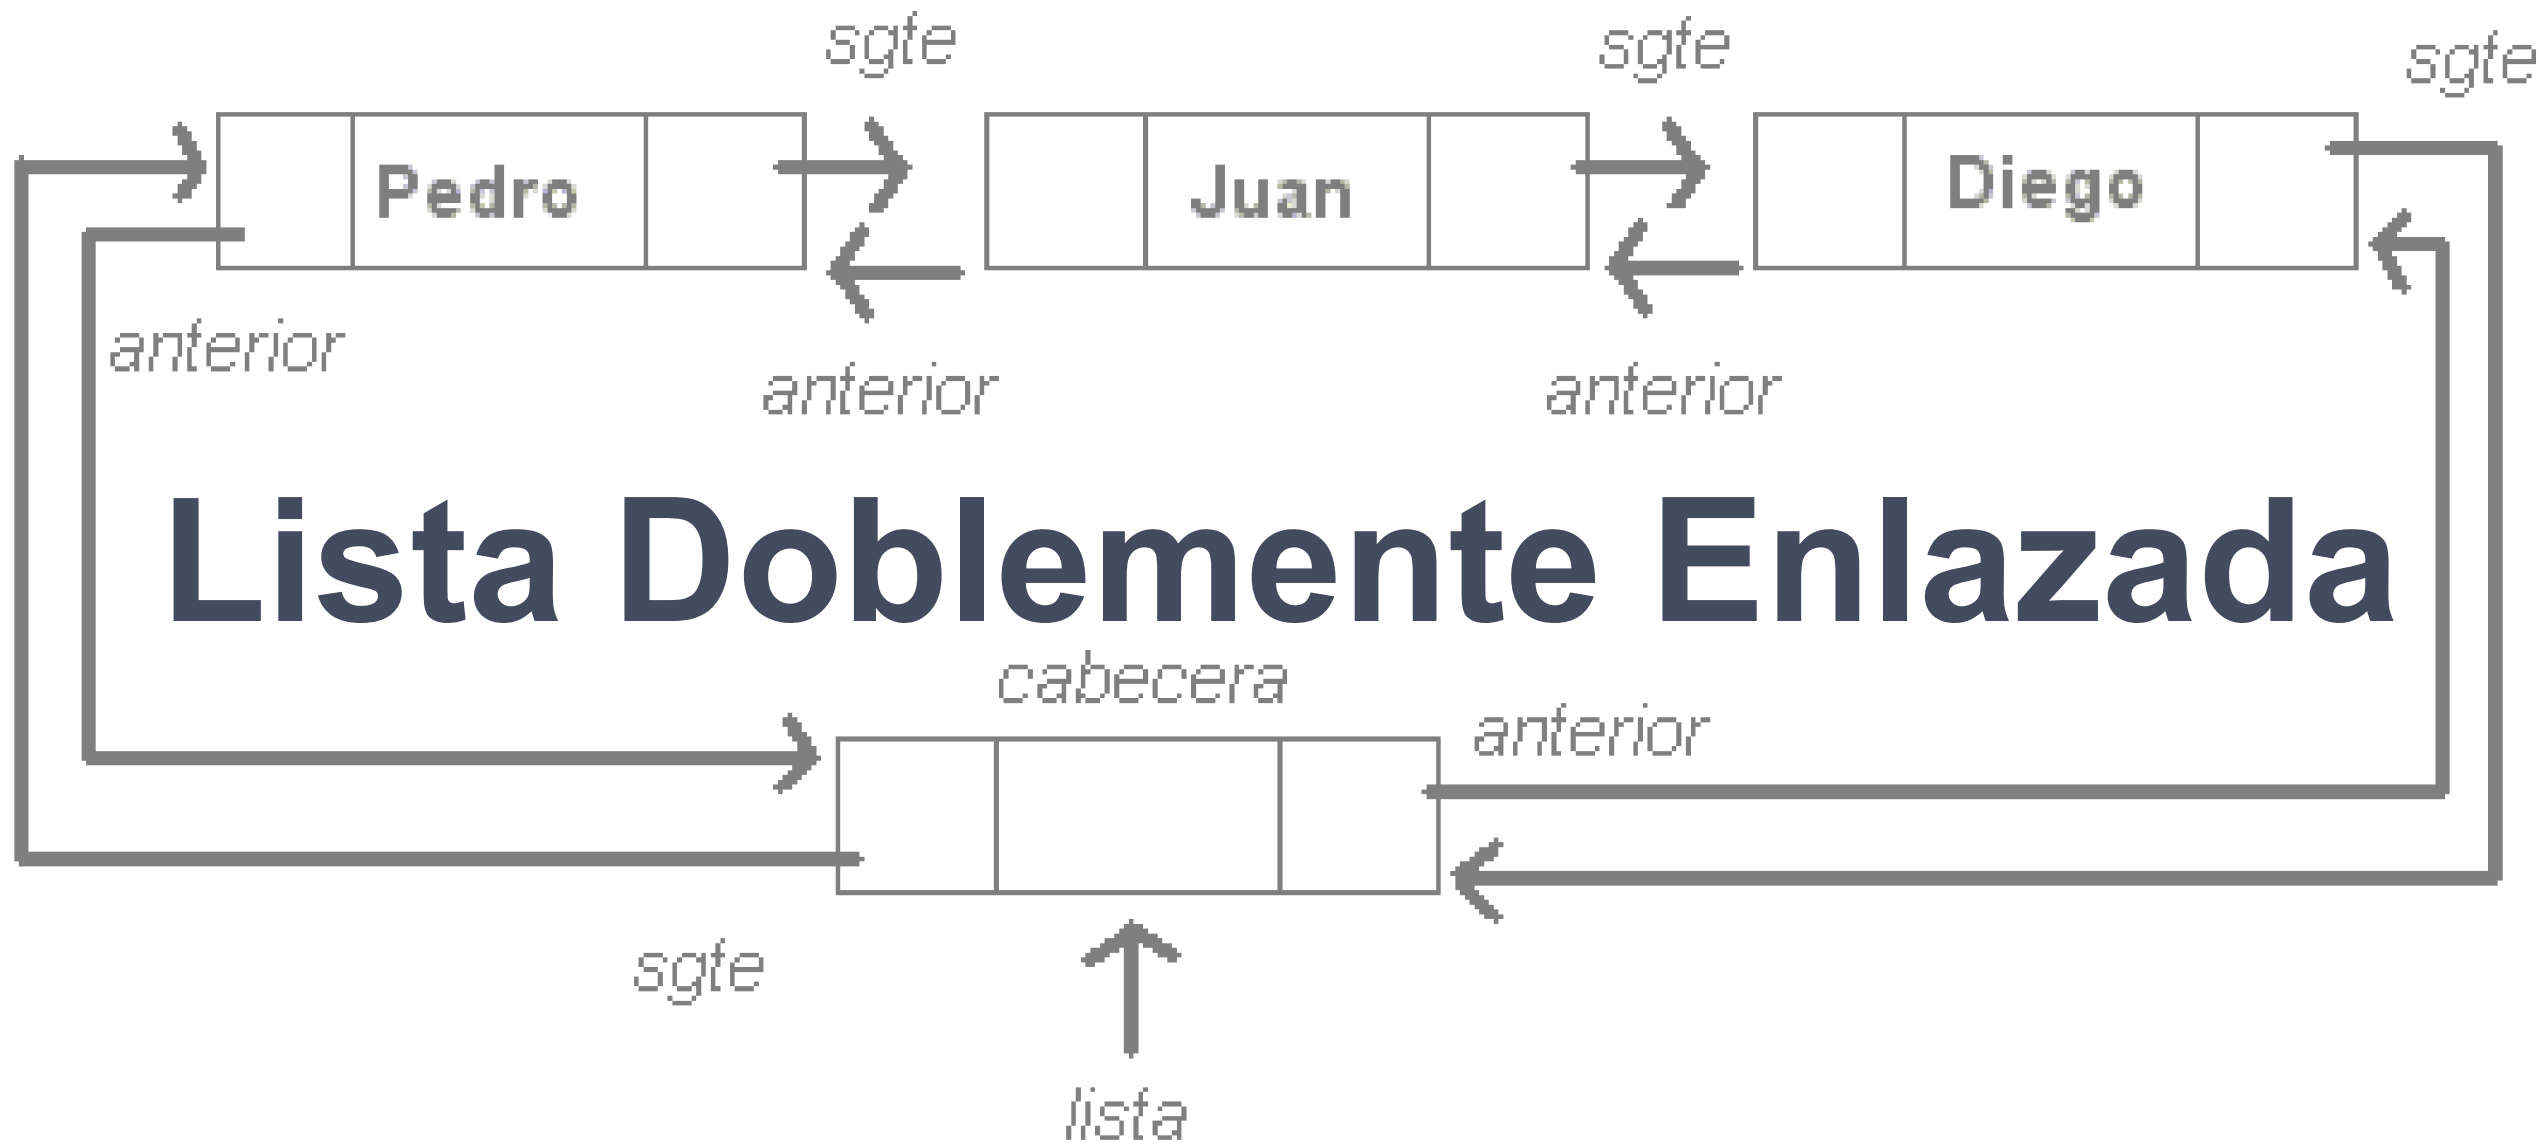 sgte sgte sgte
Pedro Juan Diego
anterior
anterior anterior
Lista Doblemente Enlazada
cabecera
anterior
sgte
lista